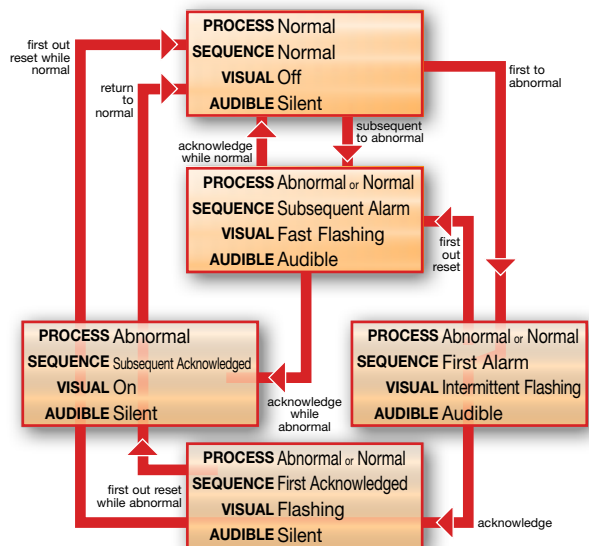 PROCESS Normal
SEQUENCE Normal
VISUAL Off
AUDIBLE Silent
first out
reset while
normal
return
to
normal
first to
abnormal
acknowledge
while normal
subsequent
to abnormal
PROCESS Abnormal or Normal
SEQUENCE Subsequent Alarm
VISUAL Fast Flashing
AUDIBLE Audible
first
out
reset
PROCESS Abnormal
SEQUENCE Subsequent Acknowledged
VISUAL On
AUDIBLE Silent
PROCESS Abnormal or Normal
SEQUENCE First Alarm
VISUAL Intermittent Flashing
AUDIBLE Audible
acknowledge
while
abnormal
first out reset
while abnormal
PROCESS Abnormal or Normal
SEQUENCE First Acknowledged
VISUAL Flashing
AUDIBLE Silent
acknowledge